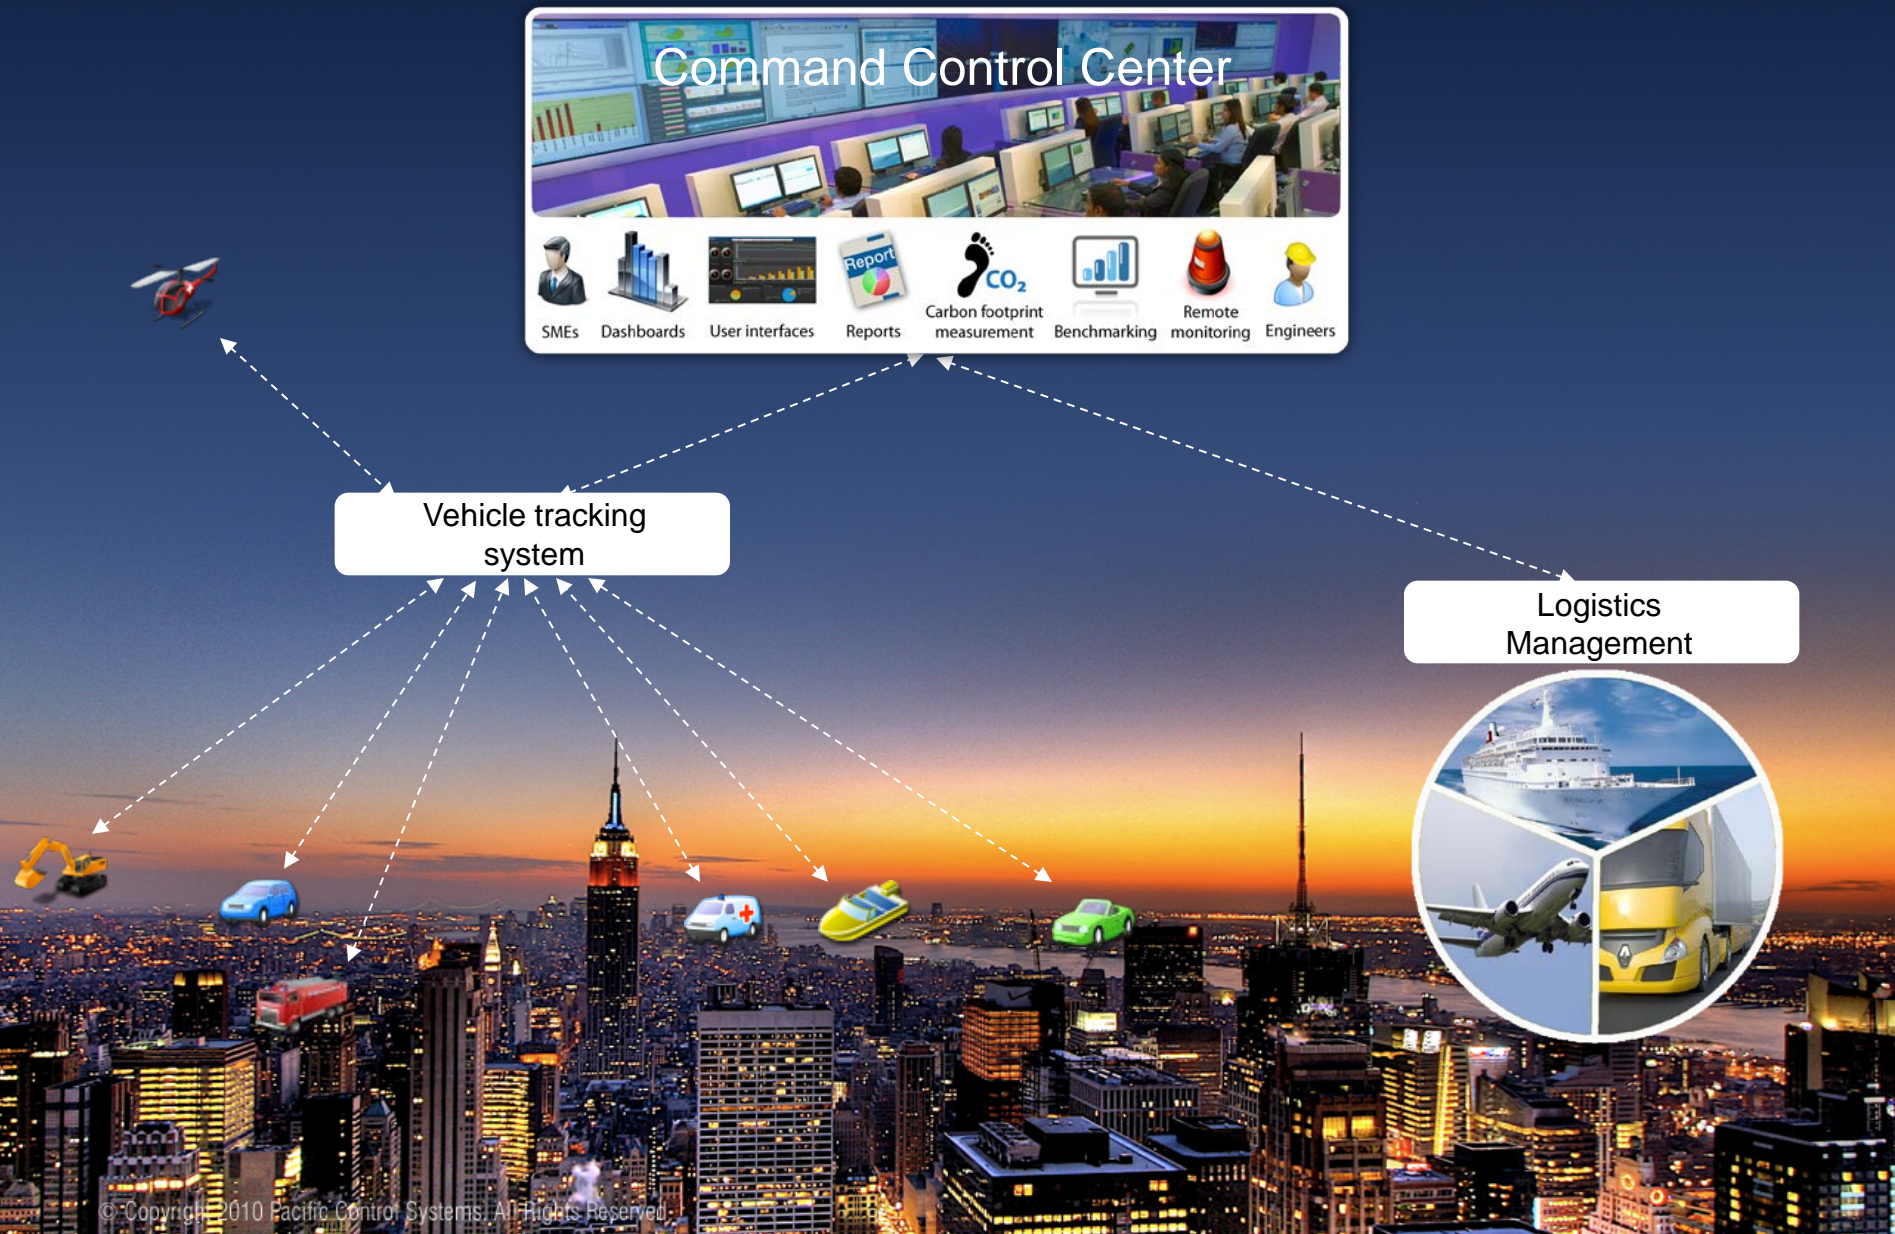 Command Control Center
Report
CO₂
SMEs
Dashboards
User interfaces
Reports
Carbon footprint
measurement
Benchmarking
Remote
monitoring
Engineers
Vehicle tracking
system
Logistics
Management
© Copyright 2010 Pacific Control Systems. All Rights Reserved